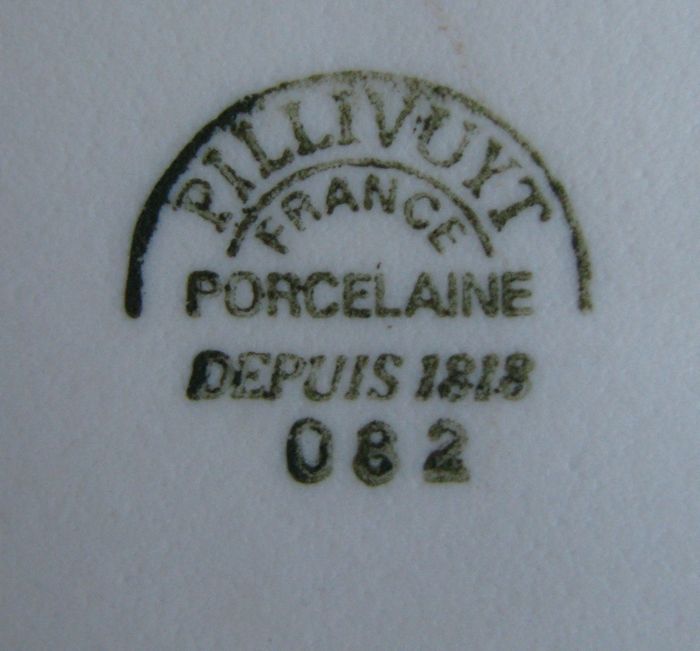 PILLIVUYT
FRANCE
PORCELAINE
DEPUIS 1818
082